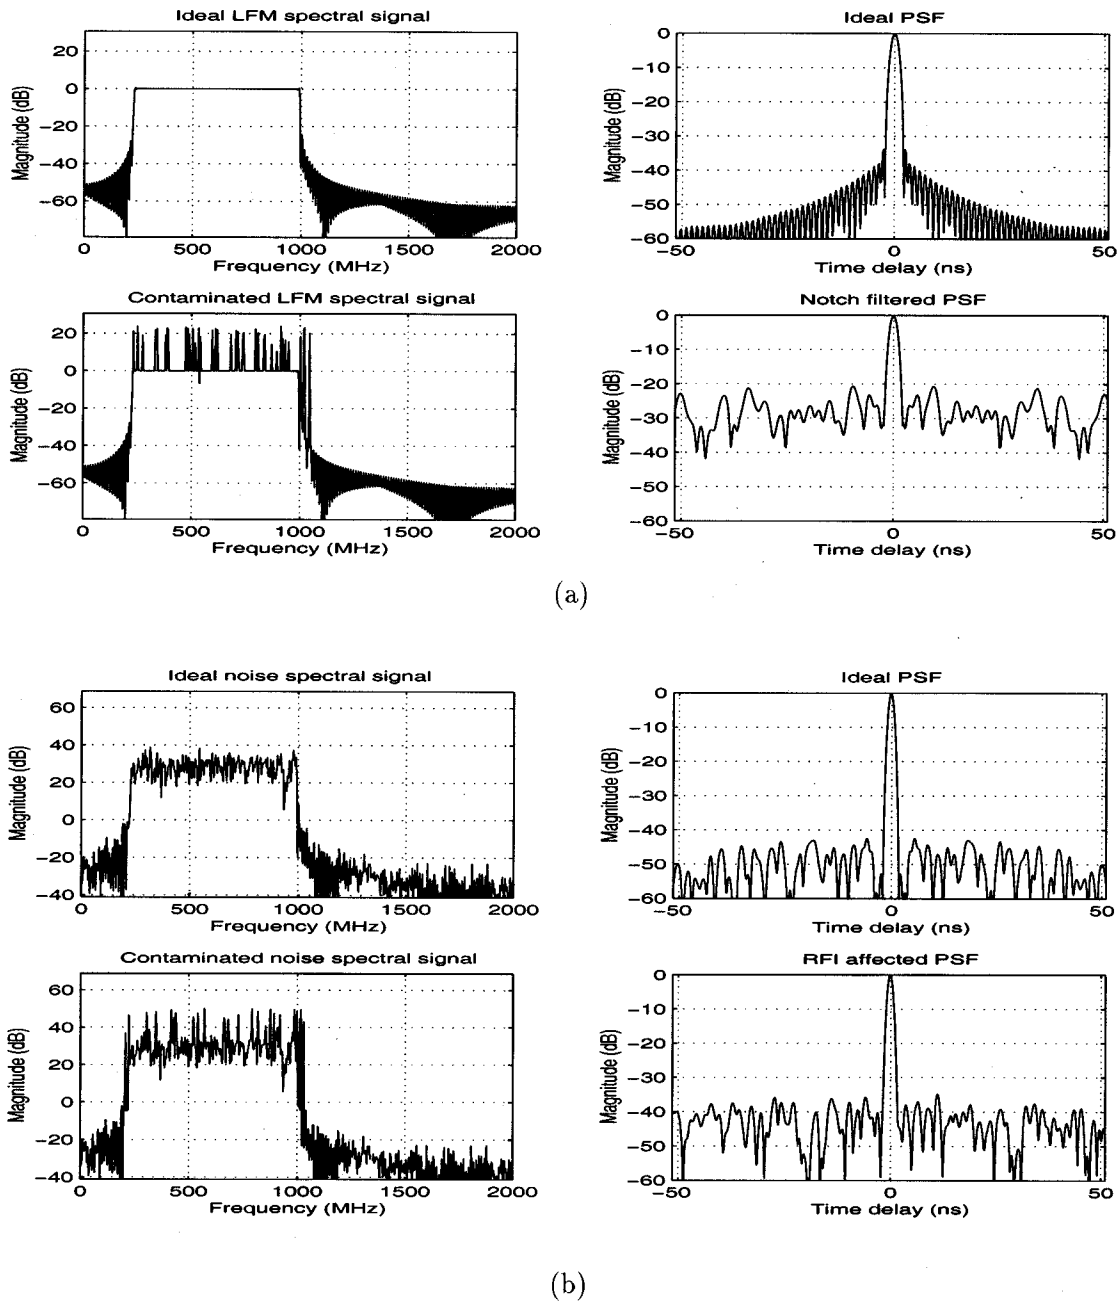 Ideal LFM spectral signal
Magnitude (dB)
20
0
−20
−40
−60
0 500 1000 1500 2000
Frequency (MHz)
Ideal PSF
Magnitude (dB)
0
−10
−20
−30
−40
−50
−60
−50 0 50
Time delay (ns)
Contaminated LFM spectral signal
Magnitude (dB)
20
0
−20
−40
−60
0 500 1000 1500 2000
Frequency (MHz)
Notch filtered PSF
Magnitude (dB)
0
−10
−20
−30
−40
−50
−60
−50 0 50
Time delay (ns)
(a)
Ideal noise spectral signal
Magnitude (dB)
60
40
20
0
−20
−40
0 500 1000 1500 2000
Frequency (MHz)
Ideal PSF
Magnitude (dB)
0
−10
−20
−30
−40
−50
−60
−50 0 50
Time delay (ns)
Contaminated noise spectral signal
Magnitude (dB)
60
40
20
0
−20
−40
0 500 1000 1500 2000
Frequency (MHz)
RFI affected PSF
Magnitude (dB)
0
−10
−20
−30
−40
−50
−60
−50 0 50
Time delay (ns)
(b)